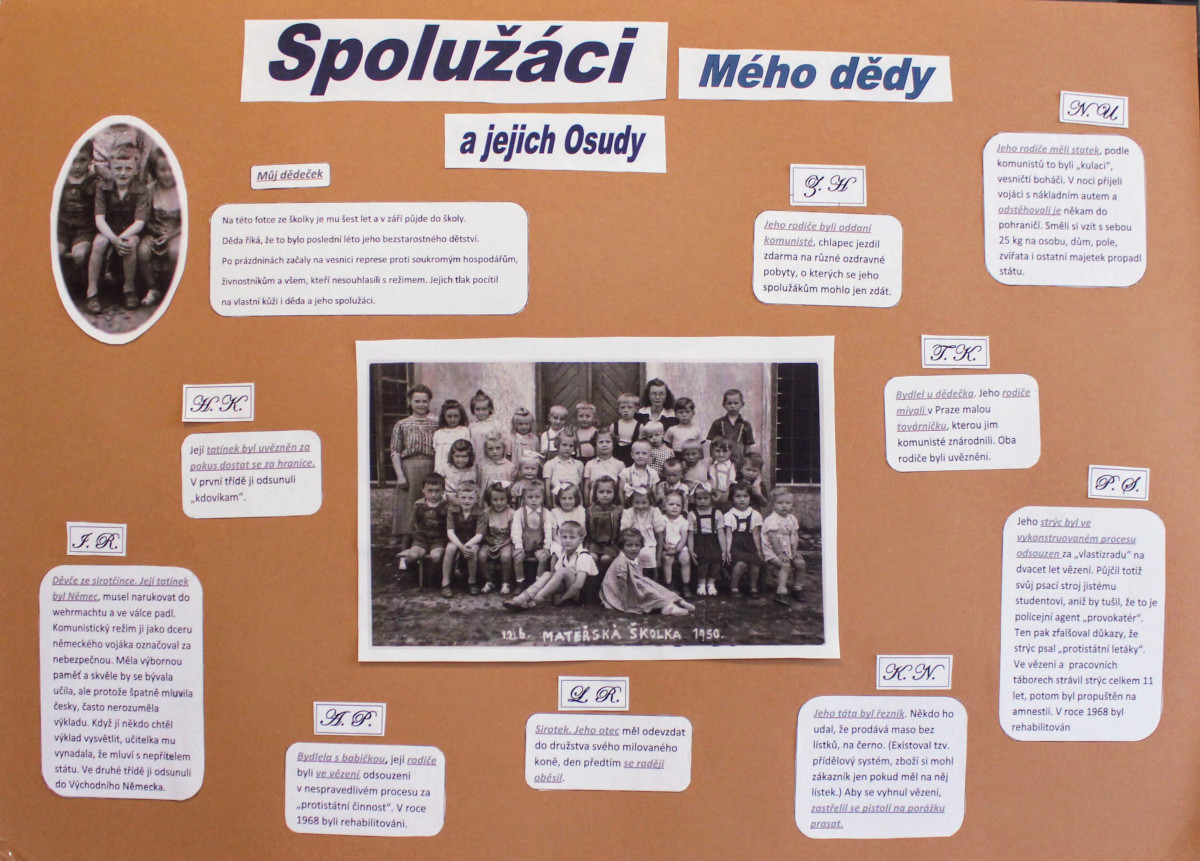 Spolužáci
Mého dědy
a jejich Osudy
Můj dědeček
Na této fotce ze školky je mu šest let a v září půjde do školy.
Děda říká, že to bylo poslední léto jeho bezstarostného dětství.
Po prázdninách začaly na vesnici represe proti soukromým hospodářům,
živnostníkům a všem, kteří nesouhlasili s režimem. Jejich tlak pocítil
na vlastní kůži i děda a jeho spolužáci.
Ž. H
Jeho rodiče byli oddaní
komunisté, chlapec jezdil
zdarma na různé ozdravné
pobyty, o kterých se jeho
spolužákům mohlo jen zdát.
N. U.
Jeho rodiče měli statek, podle
komunistů to byli „kulaci",
vesničtí boháči. V noci přijeli
vojáci s nákladním autem a
odstěhovali je někam do
pohraničí. Směli si vzít s sebou
25 kg na osobu, dům, pole,
zvířata i ostatní majetek propadl
státu.
H. K.
Její tatínek byl uvězněn za
pokus dostat se za hranice.
V první třídě ji odsunuli
„kdovíkam".
T. K.
Bydlel u dědečka. Jeho rodiče
mívali v Praze malou
továrničku, kterou jim
komunisté znárodnili. Oba
rodiče byli uvězněni.
I. R.
Děvče ze sirotčince. Její tatínek
byl Němec, musel narukovat do
wehrmachtu a ve válce padl.
Komunistický režim ji jako dceru
německého vojáka označoval za
nebezpečnou. Měla výbornou
paměť a skvěle by se bývala
učila, ale protože špatně mluvila
česky, často nerozuměla
výkladu. Když jí někdo chtěl
výklad vysvětlit, učitelka mu
vynadala, že mluví s nepřítelem
státu. Ve druhé třídě ji odsunuli
do Východního Německa.
12/6. MATEŘSKÁ ŠKOLKA 1950.
P. S.
Jeho strýc byl ve
vykonstruovaném procesu
odsouzen za „vlastizradu" na
dvacet let vězení. Půjčil totiž
svůj psací stroj jistému
studentovi, aniž by tušil, že to je
policejní agent „provokatér".
Ten pak zfalšoval důkazy, že
strýc psal „protistátní letáky".
Ve vězení a pracovních
táborech strávil strýc celkem 11
let, potom byl propuštěn na
amnestii. V roce 1968 byl
rehabilitován
A. P.
Bydlela s babičkou, její rodiče
byli ve vězení odsouzeni
v nespravedlivém procesu za
„protistátní činnost". V roce
1968 byli rehabilitováni.
L. R.
Sirotek. Jeho otec měl odevzdat
do družstva svého milovaného
koně, den předtím se raději
oběsil.
K. N.
Jeho táta byl řezník. Někdo ho
udal, že prodává maso bez
lístků, na černo. (Existoval tzv.
přídělový systém, zboží si mohl
zákazník jen pokud měl na něj
lístek.) Aby se vyhnul vězení,
zastřelil se pistolí na porážku
prasat.